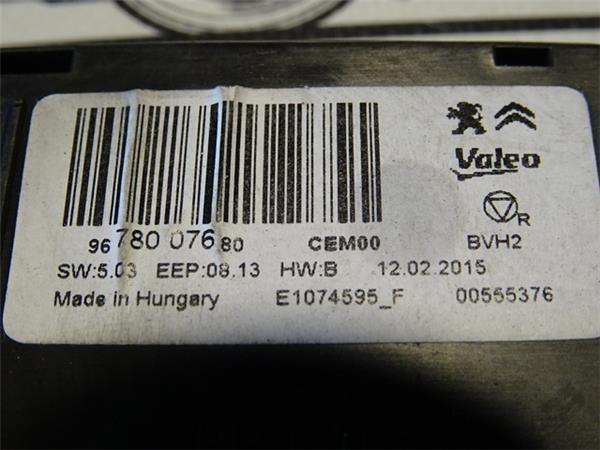 Valeo
R
96 780 076 80 CEM00 BVH2
SW:5.03 EEP:08.13 HW:B 12.02.2015
Made in Hungary E1074595_F 00555376